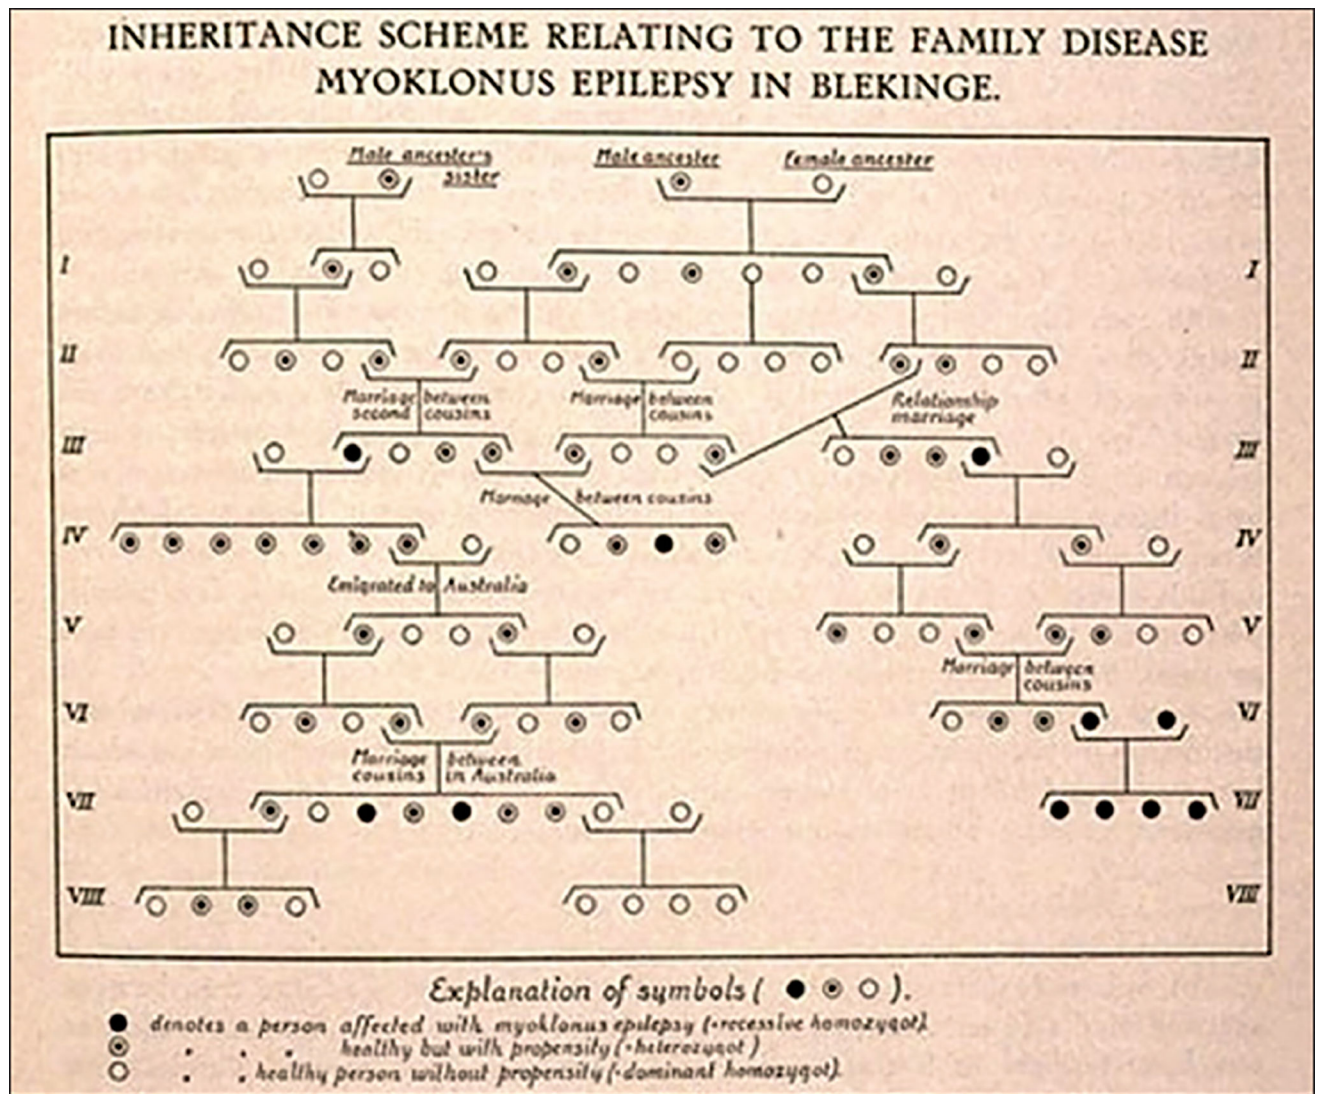 INHERITANCE SCHEME RELATING TO THE FAMILY DISEASE
MYOKLONUS EPILEPSY IN BLEKINGE.
Male ancester's
sister
Male ancester
Female ancester
I
I
II
II
Marriage between
second cousins
Marriage between
cousins
Relationship
marriage
III
III
Marriage between cousins
IV
IV
Emigrated to Australia
V
V
Marriage between
cousins
VI
VI
Marriage between
cousins in Australia
VII
VII
VIII
VIII
Explanation of symbols ( ● ◉ ○ ).
● denotes a person affected with myoklonus epilepsy (-recessive homozygot).
◉ . . . healthy but with propensity (-heterozygot)
○ . . healthy person without propensity (-dominant homozygot).